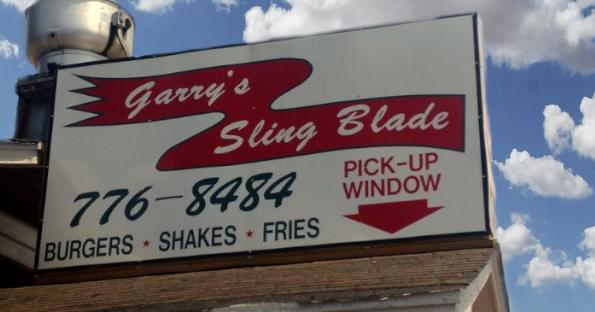 Garry's
Sling Blade
776-8484
PICK-UP
WINDOW
BURGERS ★ SHAKES ★ FRIES